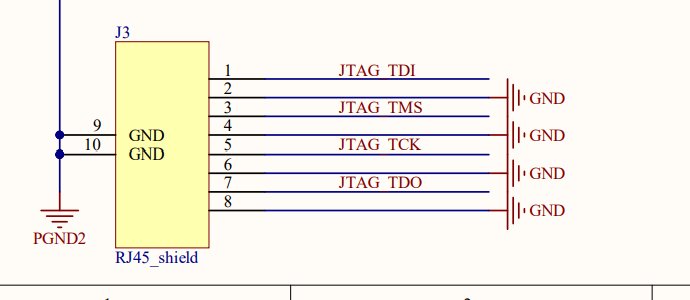 J3
1 JTAG_TDI
2 GND
3 JTAG_TMS
9 GND 4 GND
10 GND 5 JTAG_TCK
6 GND
7 JTAG_TDO
8 GND
PGND2
RJ45_shield